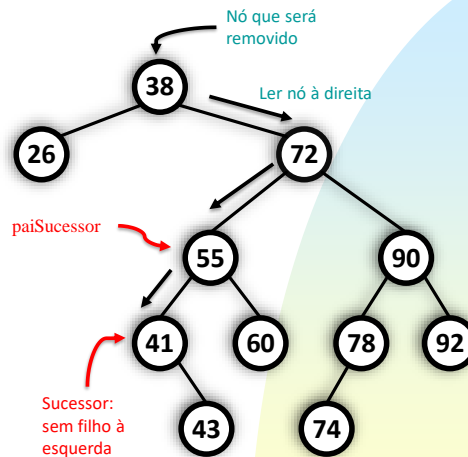 Nó que será
removido
38
Ler nó à direita
26
72
paiSucessor
55
90
41
60
78
92
Sucessor:
sem filho à
esquerda
43
74